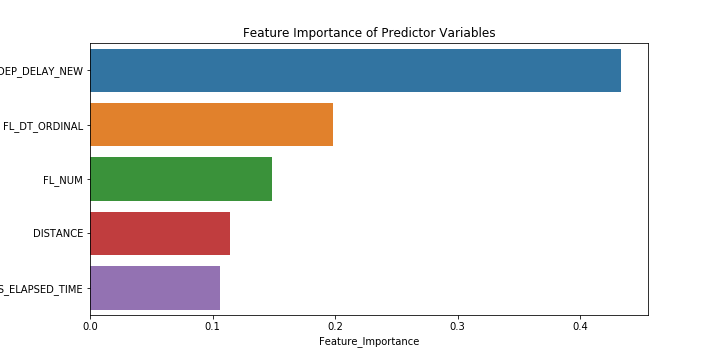 Feature Importance of Predictor Variables
DEP_DELAY_NEW
FL_DT_ORDINAL
FL_NUM
DISTANCE
S_ELAPSED_TIME
0.0 0.1 0.2 0.3 0.4
Feature_Importance